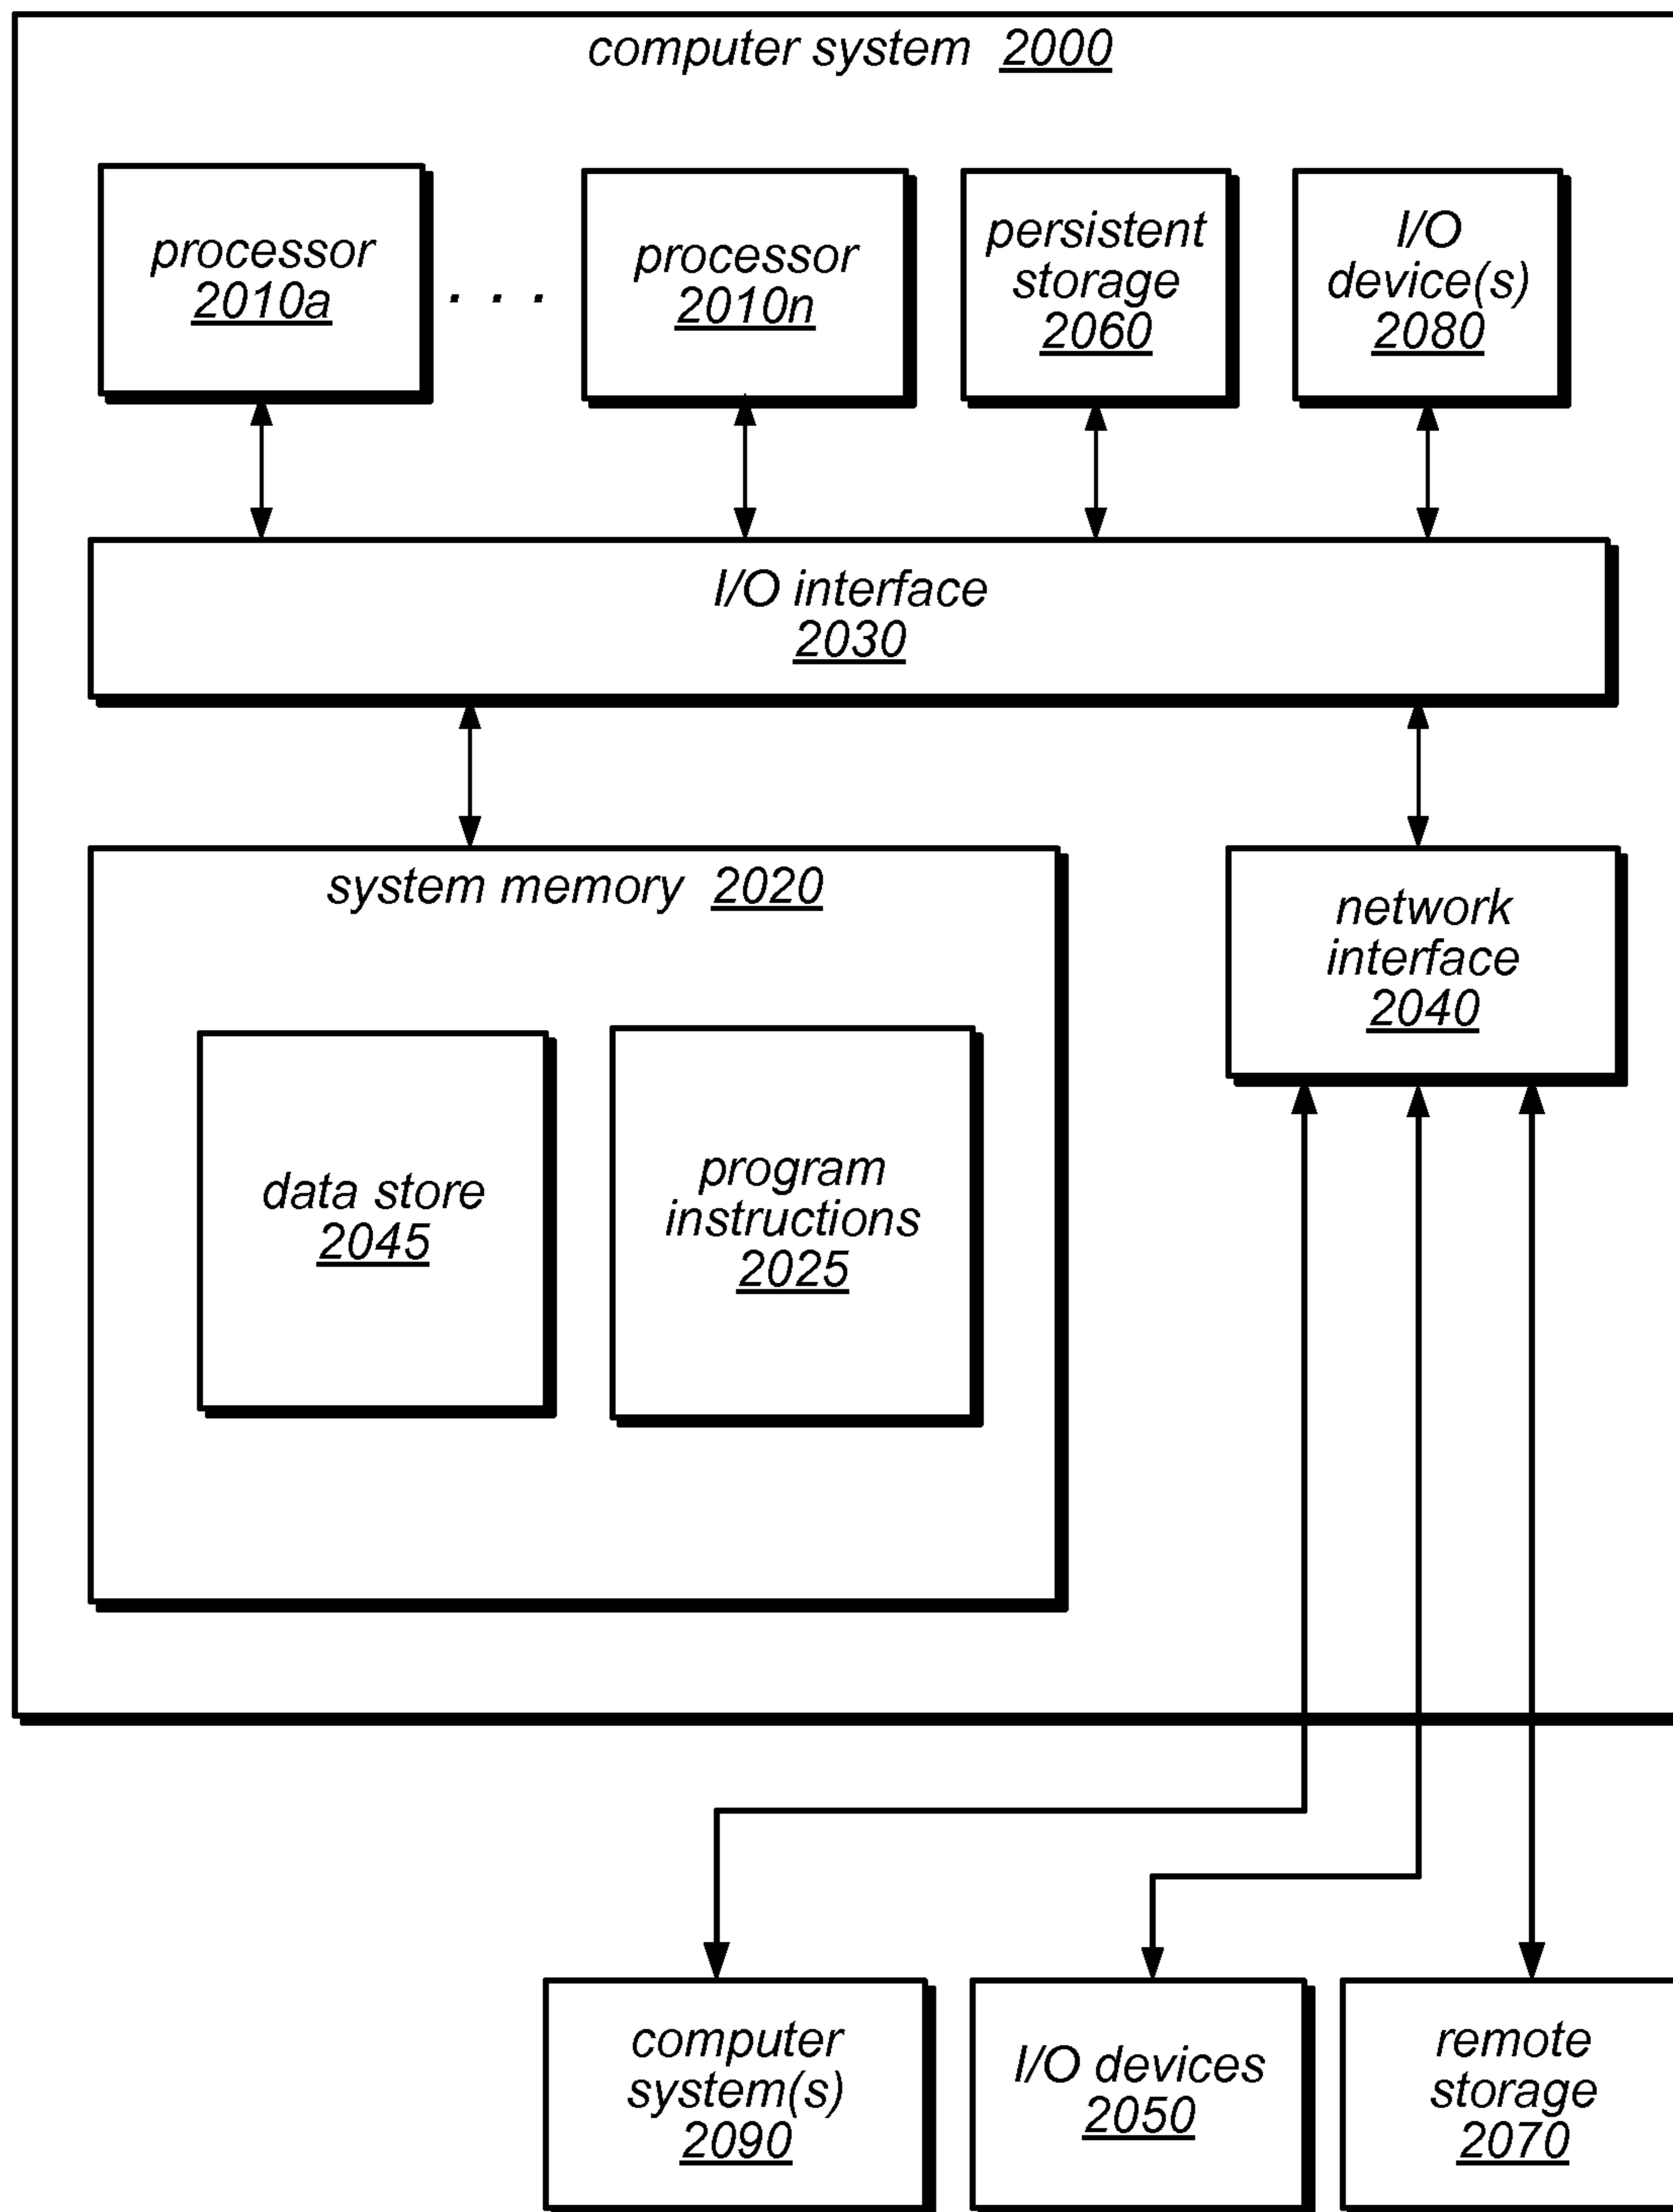 computer system 2000
processor
2010a
. . .
processor
2010n
persistent
storage
2060
I/O
device(s)
2080
I/O interface
2030
system memory 2020
network
interface
2040
data store
2045
program
instructions
2025
computer
system(s)
2090
I/O devices
2050
remote
storage
2070